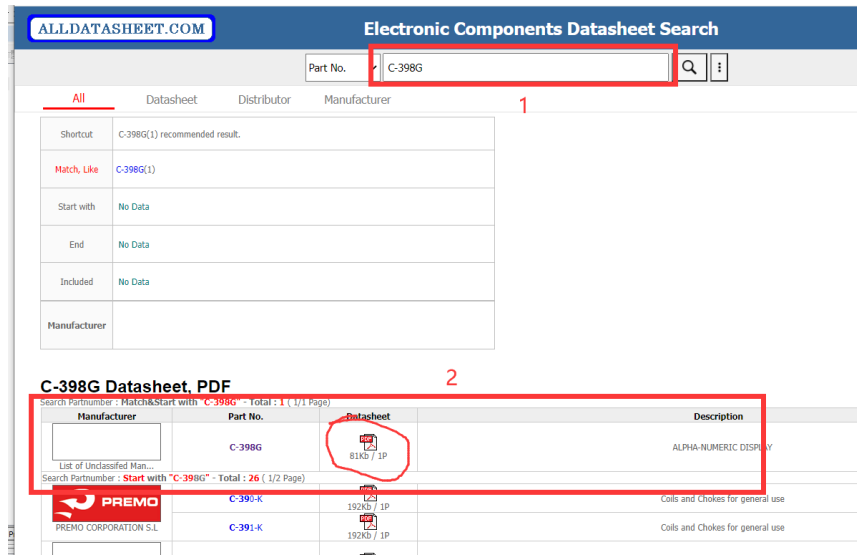 ALLDATASHEET.COM
Electronic Components Datasheet Search
Part No.
C-398G
1
All Datasheet Distributor Manufacturer
Shortcut C-398G(1) recommended result.
Match, Like C-398G(1)
Start with No Data
End No Data
Included No Data
Manufacturer
2
C-398G Datasheet, PDF
Search Partnumber : Match&Start with "C-398G" - Total : 1 ( 1/1 Page)
Manufacturer Part No. Datasheet Description
C-398G 81Kb / 1P ALPHA-NUMERIC DISPLAY
List of Unclassifed Man...
Search Partnumber : Start with "C-398G" - Total : 26 ( 1/2 Page)
PREMO
PREMO CORPORATION S.L
C-390-K 192Kb / 1P Coils and Chokes for general use
C-391-K 192Kb / 1P Coils and Chokes for general use